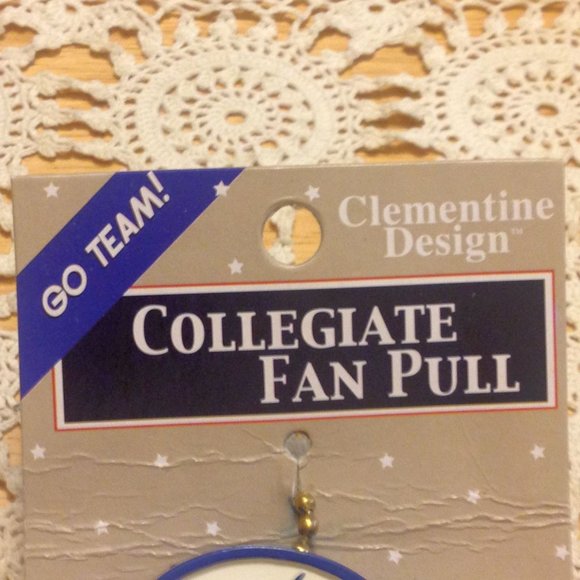 GO TEAM!
Clementine
Design™
COLLEGIATE
FAN PULL